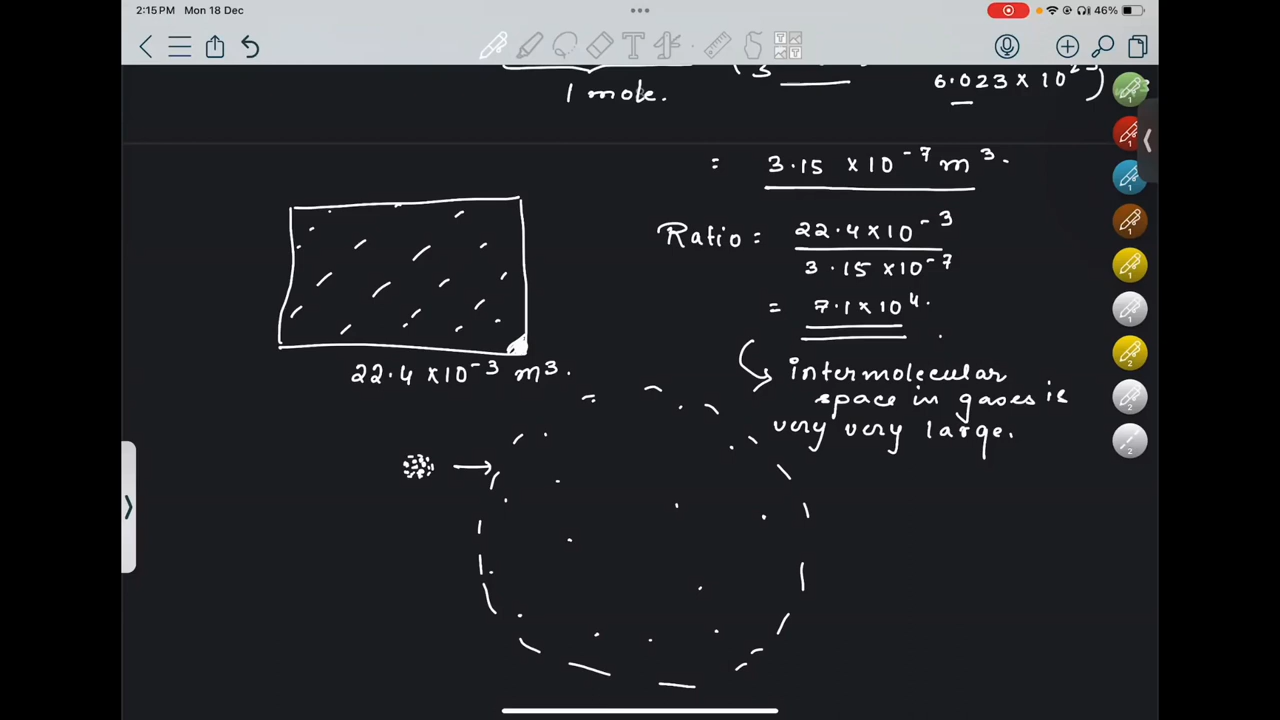 2:15 PM Mon 18 Dec
46%
1 mole.
6.023 × 10
= 3.15 × 10⁻⁷ m³.
Ratio = 22.4 × 10⁻³
3.15 × 10⁻⁷
= 7.1 × 10⁴.
22.4 × 10⁻³ m³.
intermolecular
space in gases is
very very large.